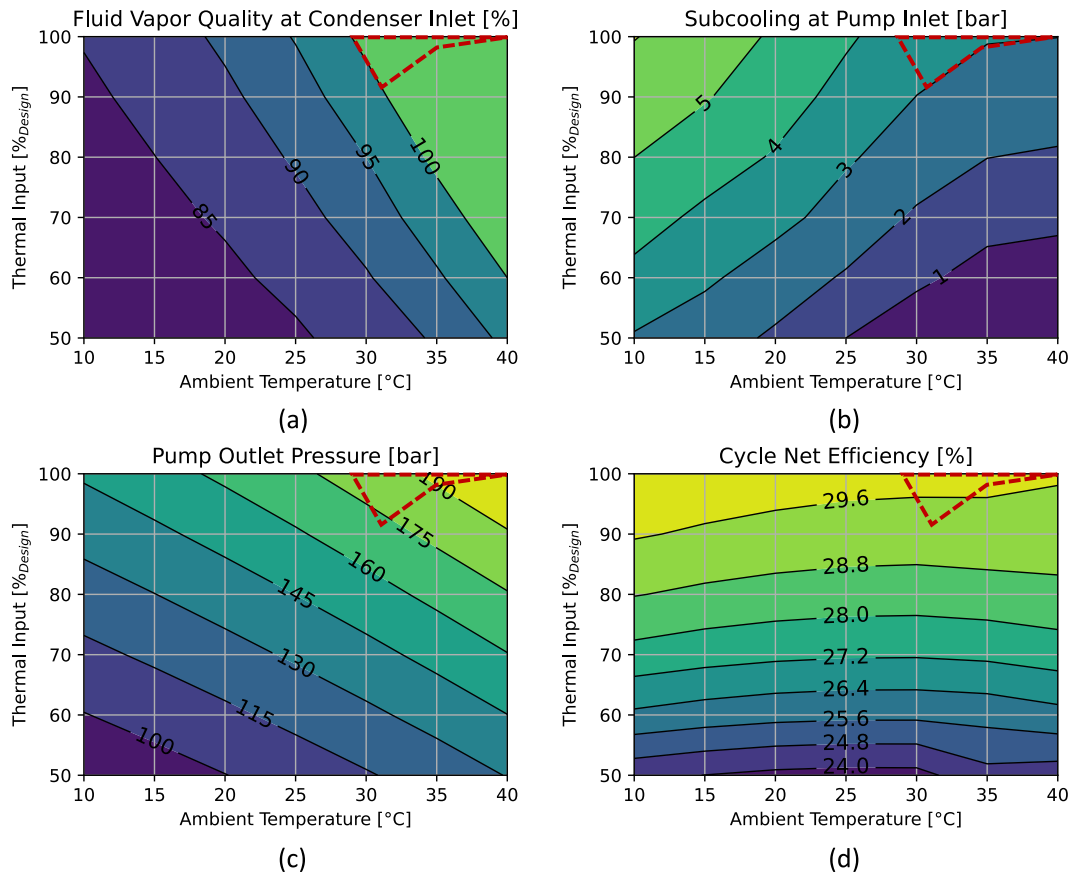 Fluid Vapor Quality at Condenser Inlet [%]
Thermal Input [%Design]
100
90
80
70
60
50
85
90
95
100
10 15 20 25 30 35 40
Ambient Temperature [°C]
(a)
Subcooling at Pump Inlet [bar]
Thermal Input [%Design]
100
90
80
70
60
50
5
4
3
2
1
10 15 20 25 30 35 40
Ambient Temperature [°C]
(b)
Pump Outlet Pressure [bar]
Thermal Input [%Design]
100
90
80
70
60
50
190
175
160
145
130
115
100
10 15 20 25 30 35 40
Ambient Temperature [°C]
(c)
Cycle Net Efficiency [%]
Thermal Input [%Design]
100
90
80
70
60
50
29.6
28.8
28.0
27.2
26.4
25.6
24.8
24.0
10 15 20 25 30 35 40
Ambient Temperature [°C]
(d)